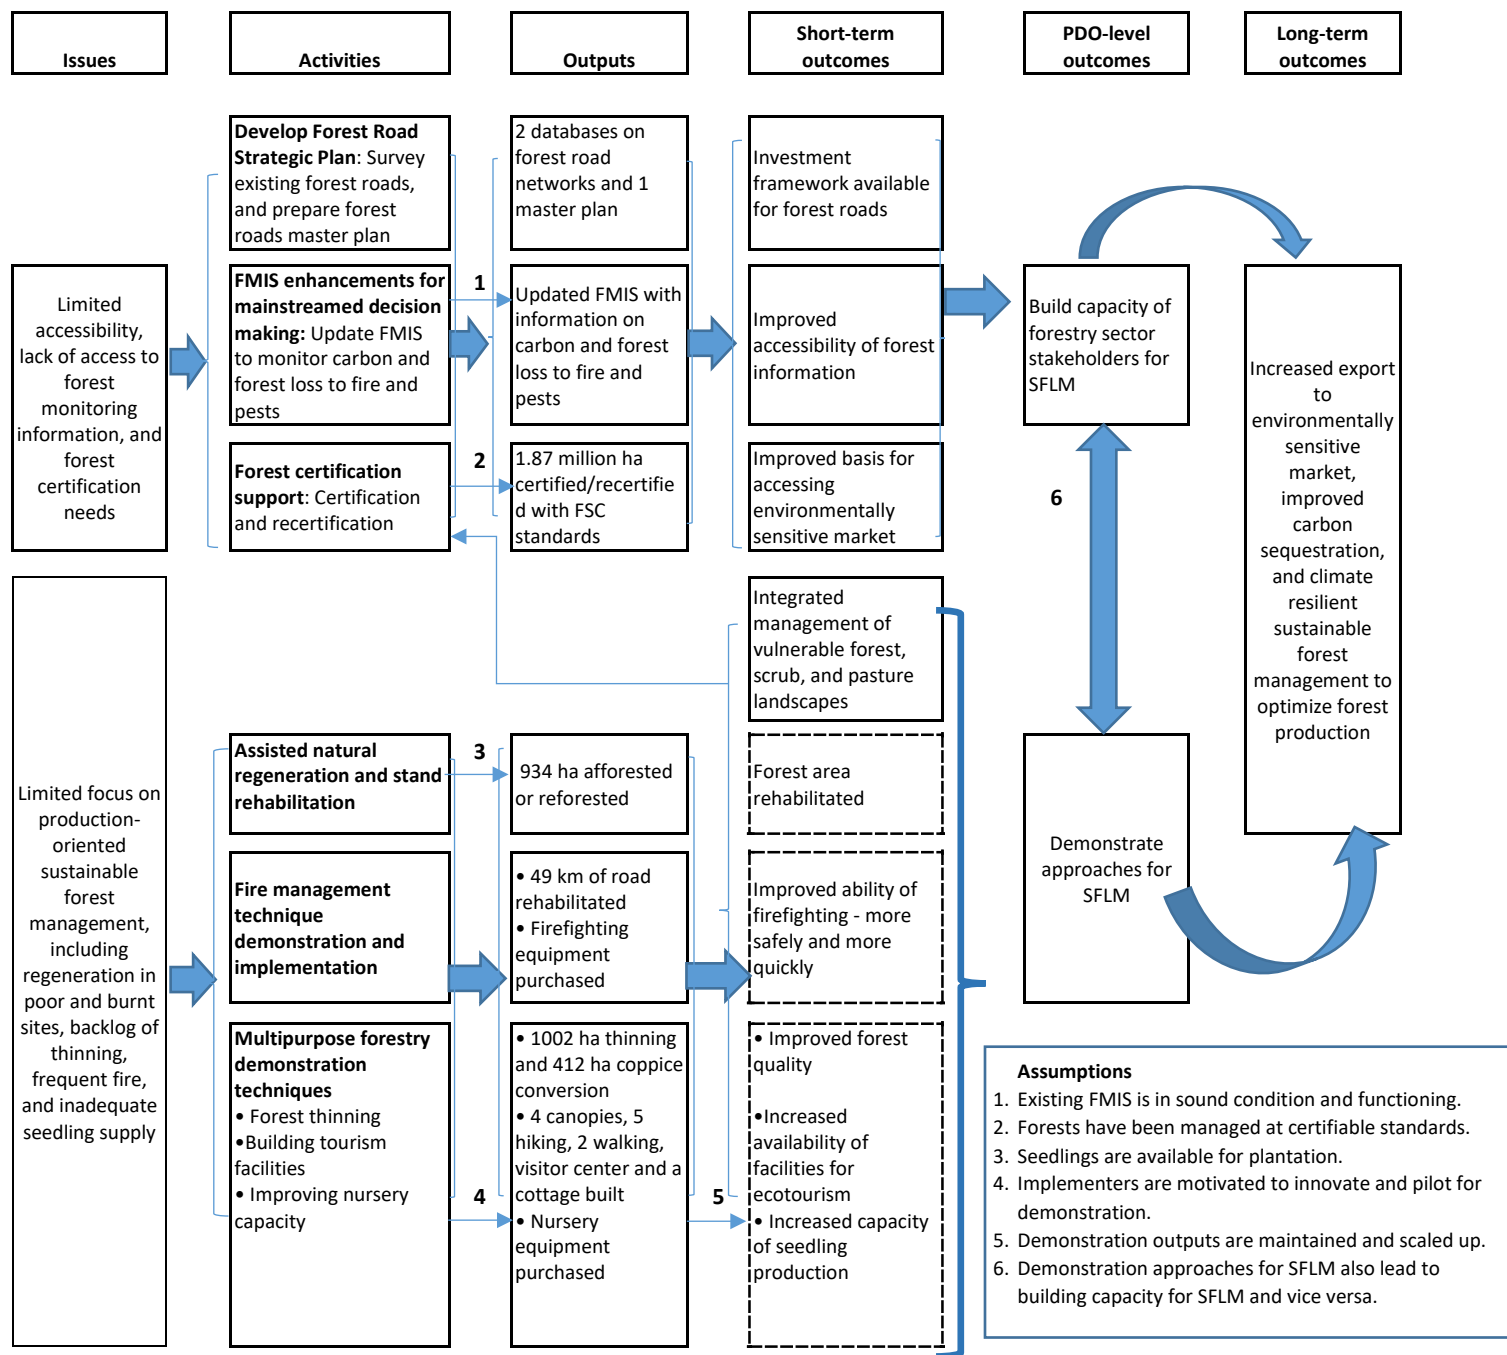 Issues
Activities
Outputs
Short-term
outcomes
PDO-level
outcomes
Long-term
outcomes
Limited
accessibility,
lack of access to
forest
monitoring
information, and
forest
certification
needs
Develop Forest Road
Strategic Plan: Survey
existing forest roads,
and prepare forest
roads master plan
FMIS enhancements for
mainstreamed decision
making: Update FMIS
to monitor carbon and
forest loss to fire and
pests
Forest certification
support: Certification
and recertification
1
2
2 databases on
forest road
networks and 1
master plan
Updated FMIS with
information on
carbon and forest
loss to fire and
pests
1.87 million ha
certified/recertifie
d with FSC
standards
Investment
framework available
for forest roads
Improved
accessibility of forest
information
Improved basis for
accessing
environmentally
sensitive market
Build capacity of
forestry sector
stakeholders for
SFLM
6
Increased export
to
environmentally
sensitive
market,
improved
carbon
sequestration,
and climate
resilient
sustainable
forest
management to
optimize forest
production
Limited focus on
production-
oriented
sustainable
forest
management,
including
regeneration in
poor and burnt
sites, backlog of
thinning,
frequent fire,
and inadequate
seedling supply
Assisted natural
regeneration and stand
rehabilitation
Fire management
technique
demonstration and
implementation
Multipurpose forestry
demonstration
techniques
• Forest thinning
•Building tourism
facilities
• Improving nursery
capacity
3
4
934 ha afforested
or reforested
• 49 km of road
rehabilitated
• Firefighting
equipment
purchased
• 1002 ha thinning
and 412 ha coppice
conversion
• 4 canopies, 5
hiking, 2 walking,
visitor center and a
cottage built
• Nursery
equipment
purchased
5
Integrated
management of
vulnerable forest,
scrub, and pasture
landscapes
Forest area
rehabilitated
Improved ability of
firefighting - more
safely and more
quickly
• Improved forest
quality
•Increased
availability of
facilities for
ecotourism
• Increased capacity
of seedling
production
Demonstrate
approaches for
SFLM
Assumptions
1. Existing FMIS is in sound condition and functioning.
2. Forests have been managed at certifiable standards.
3. Seedlings are available for plantation.
4. Implementers are motivated to innovate and pilot for
demonstration.
5. Demonstration outputs are maintained and scaled up.
6. Demonstration approaches for SFLM also lead to
building capacity for SFLM and vice versa.